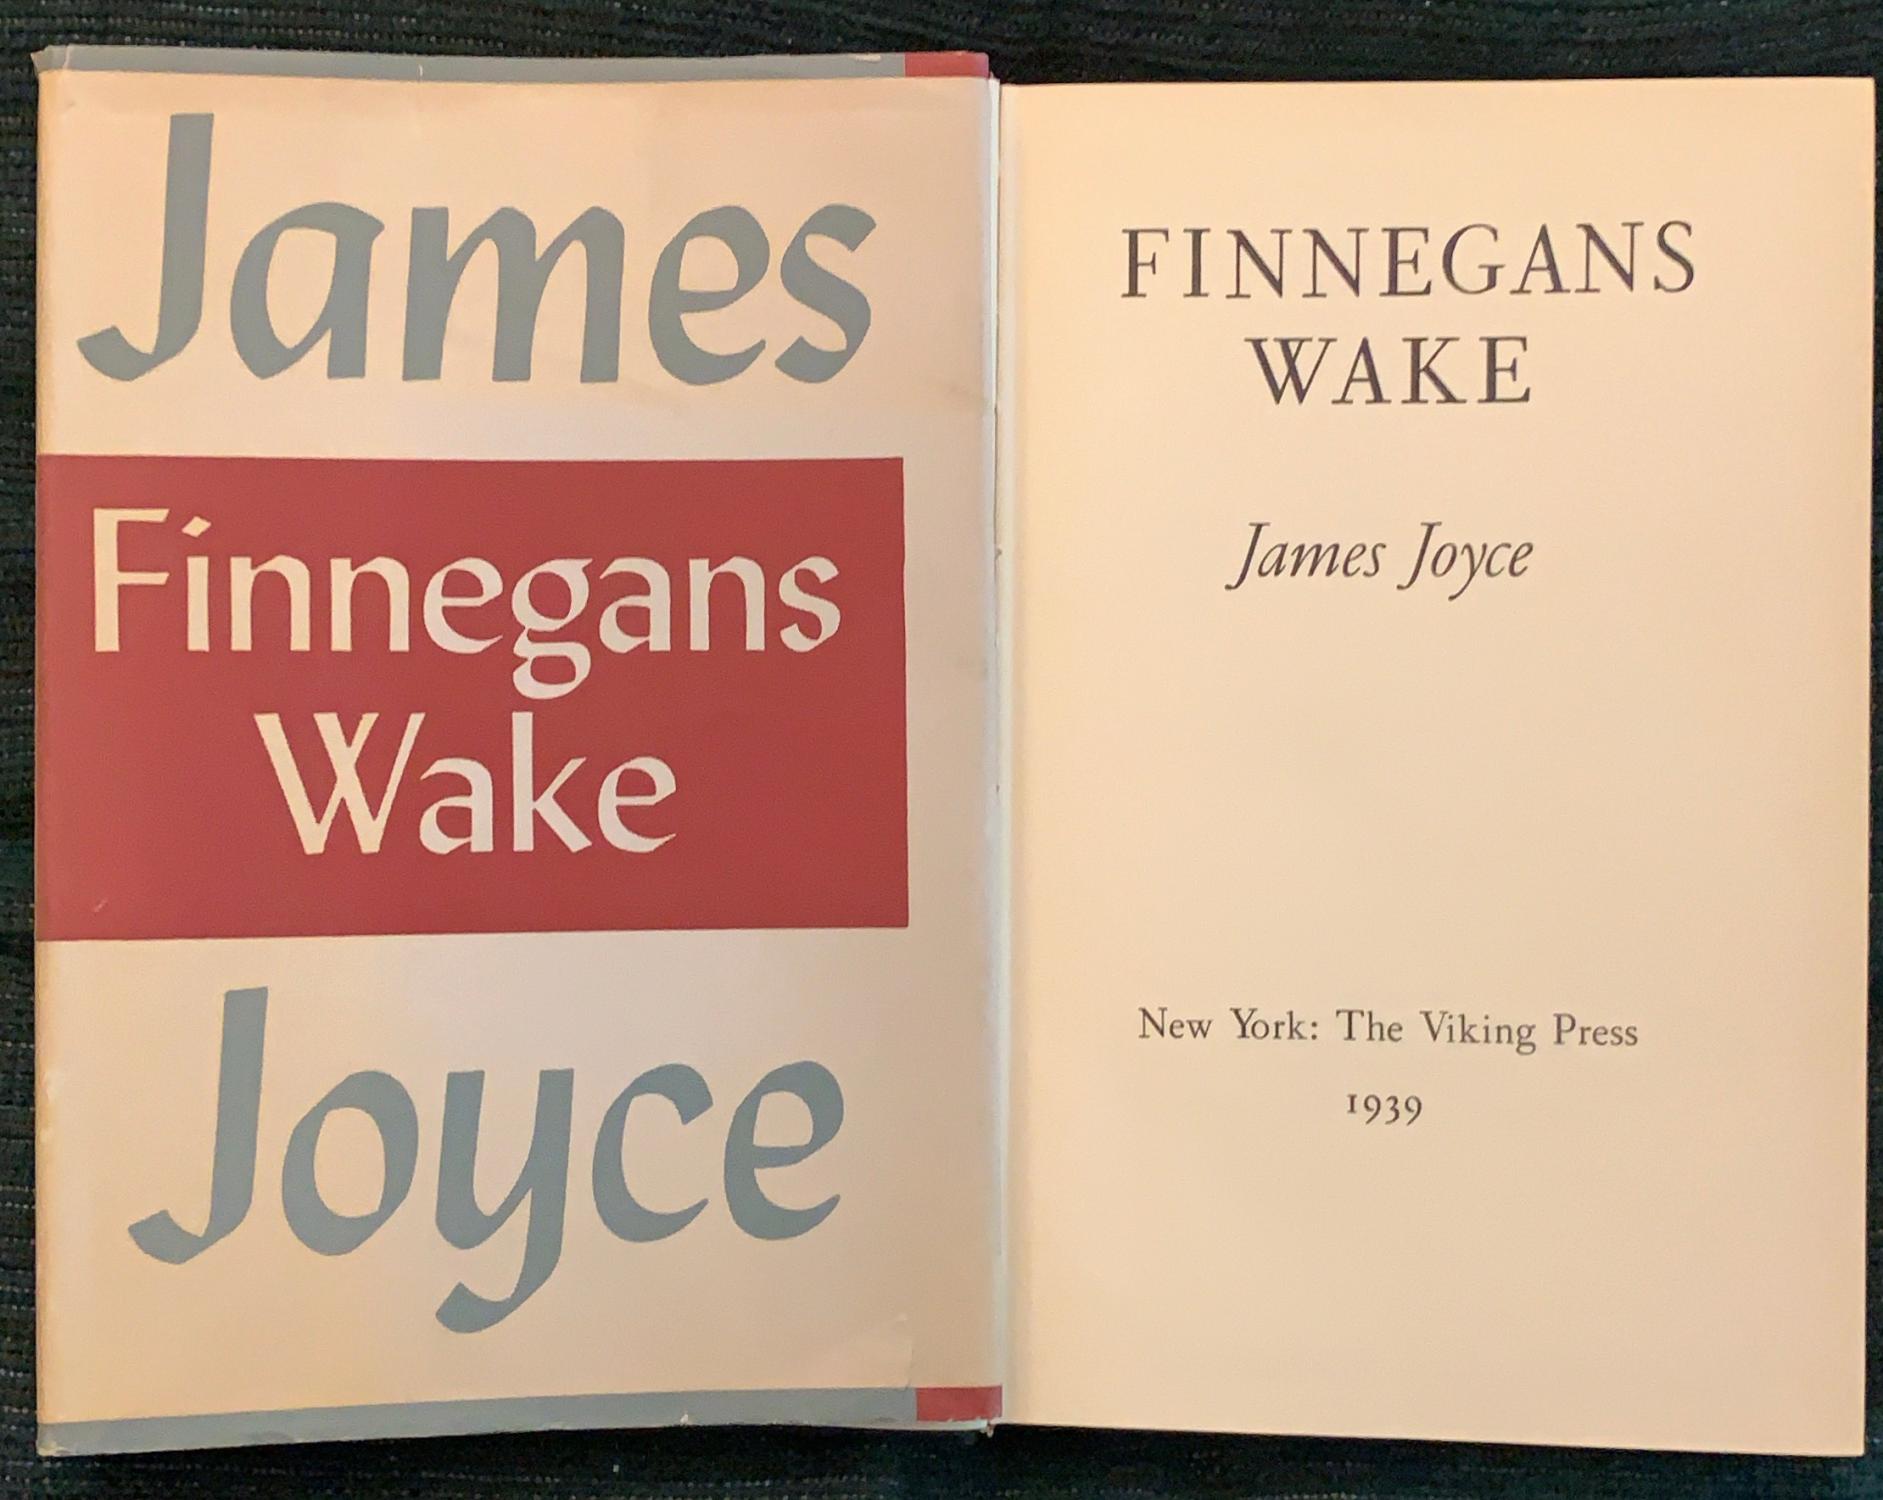 James
Finnegans
Wake
Joyce
FINNEGANS
WAKE
James Joyce
New York: The Viking Press
1939